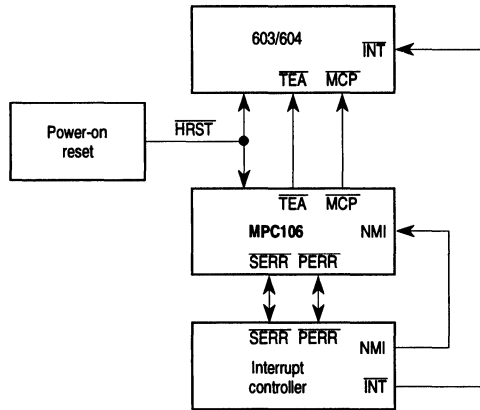 603/604
INT
TEA MCP
Power-on
reset
HRST
TEA MCP
MPC106 NMI
SERR PERR
SERR PERR
NMI
Interrupt
controller
INT